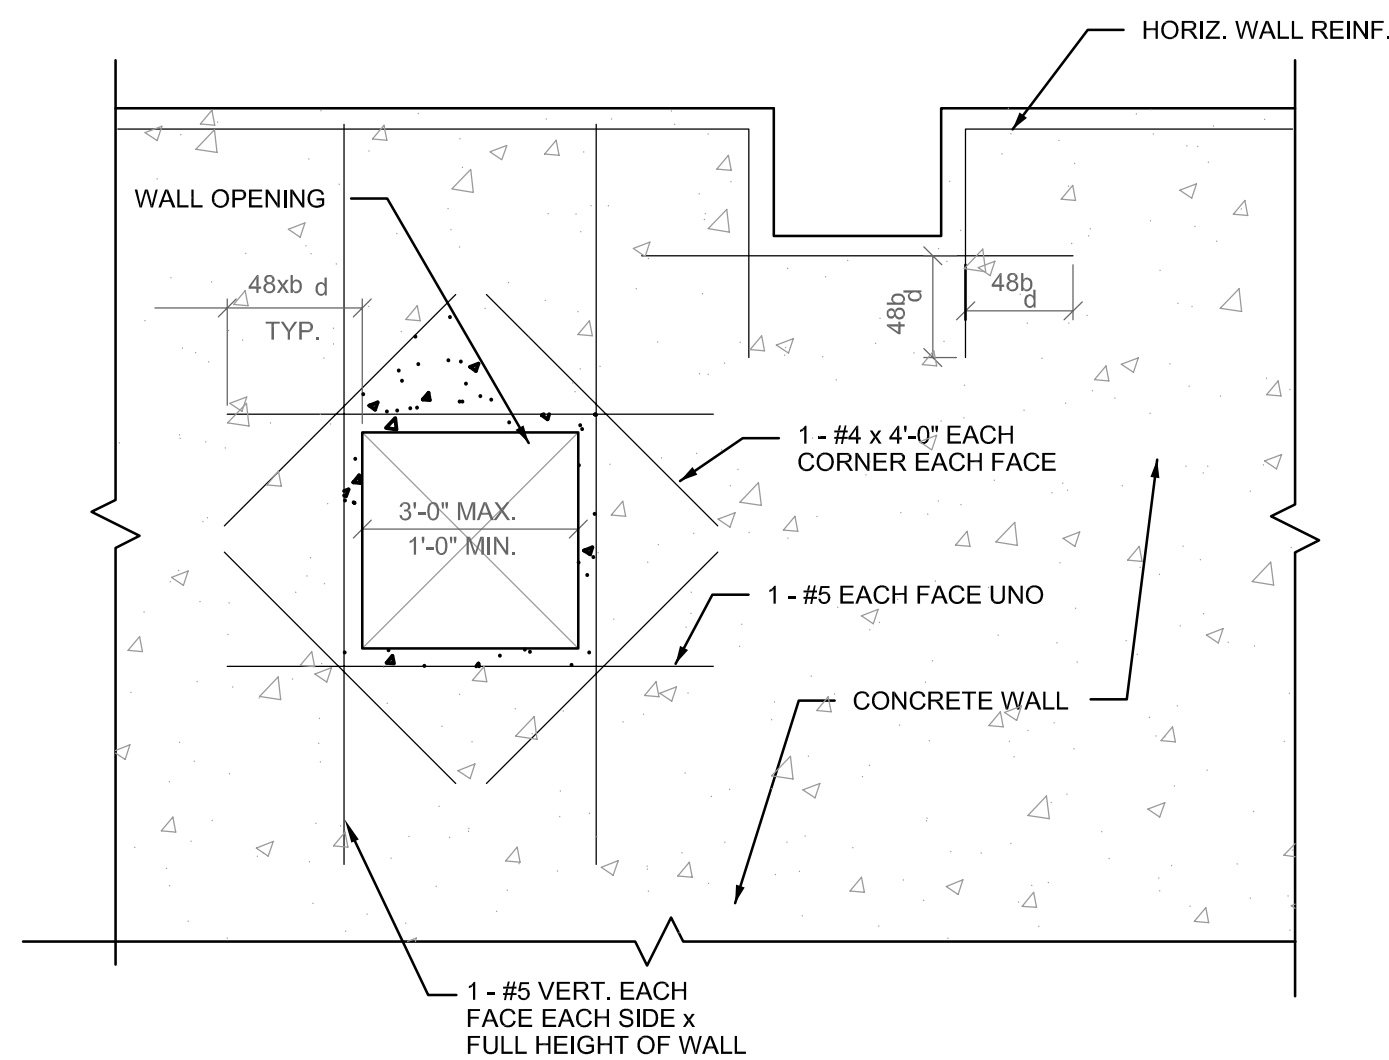 HORIZ. WALL REINF.
WALL OPENING
48xb d
TYP.
48b d
48b d
1 - #4 x 4'-0" EACH
CORNER EACH FACE
3'-0" MAX.
1'-0" MIN.
1 - #5 EACH FACE UNO
CONCRETE WALL
1 - #5 VERT. EACH
FACE EACH SIDE x
FULL HEIGHT OF WALL